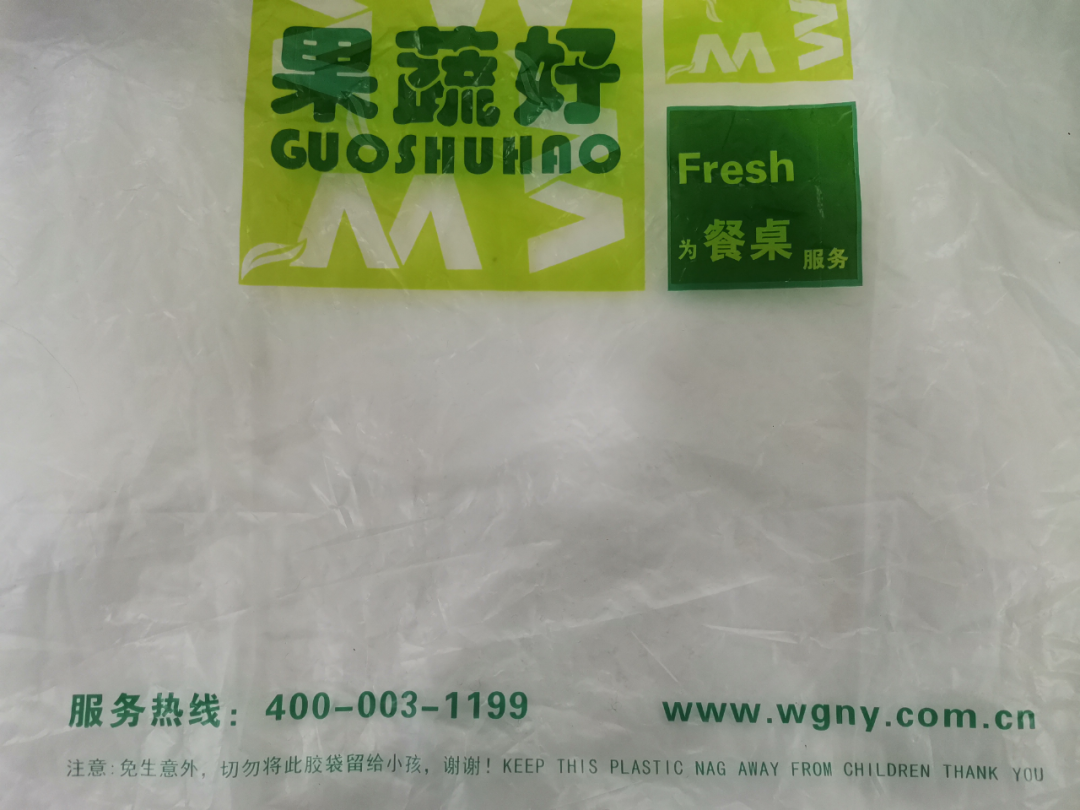 果蔬好
GUOSHUHAO
Fresh
为餐桌服务
服务热线：400-003-1199
www.wgny.com.cn
注意:免生意外，切勿将此胶袋留给小孩，谢谢！KEEP THIS PLASTIC NAG AWAY FROM CHILDREN THANK YOU